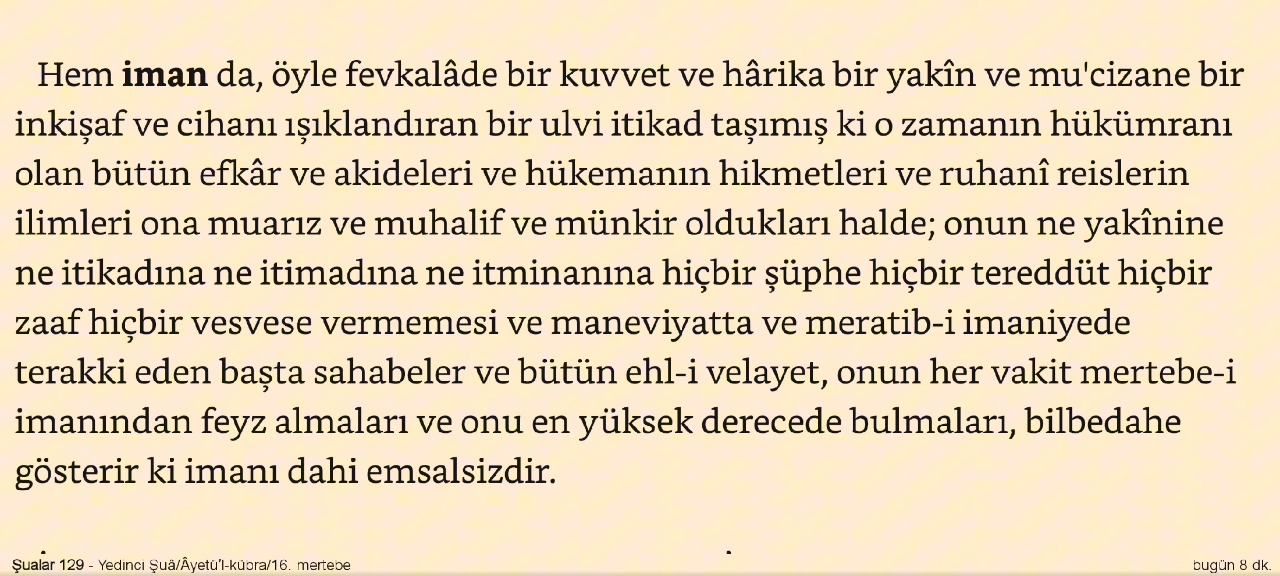 Hem iman da, öyle fevkalâde bir kuvvet ve hârika bir yakîn ve mu'cizane bir
inkişaf ve cihanı ışıklandıran bir ulvi itikad taşımış ki o zamanın hükümranı
olan bütün efkâr ve akideleri ve hükemanın hikmetleri ve ruhanî reislerin
ilimleri ona muarız ve muhalif ve münkir oldukları halde; onun ne yakînine
ne itikadına ne itimadına ne itminanına hiçbir şüphe hiçbir tereddüt hiçbir
zaaf hiçbir vesvese vermemesi ve maneviyatta ve meratib-i imaniyede
terakki eden başta sahabeler ve bütün ehl-i velayet, onun her vakit mertebe-i
imanından feyz almaları ve onu en yüksek derecede bulmaları, bilbedahe
gösterir ki imanı dahi emsalsizdir.
Şualar 129 - Yedinci Şuâ/Âyetü'l-kübra/16. mertebe
bugün 8 dk.